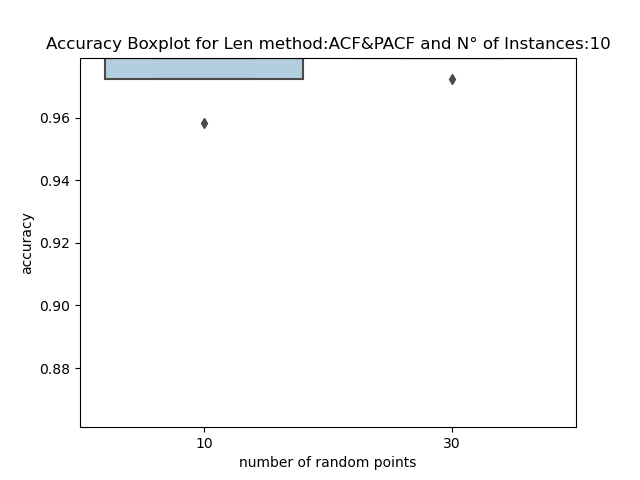 Accuracy Boxplot for Len method:ACF&PACF and N° of Instances:10
0.96
0.94
0.92
0.90
0.88
accuracy
10
30
number of random points